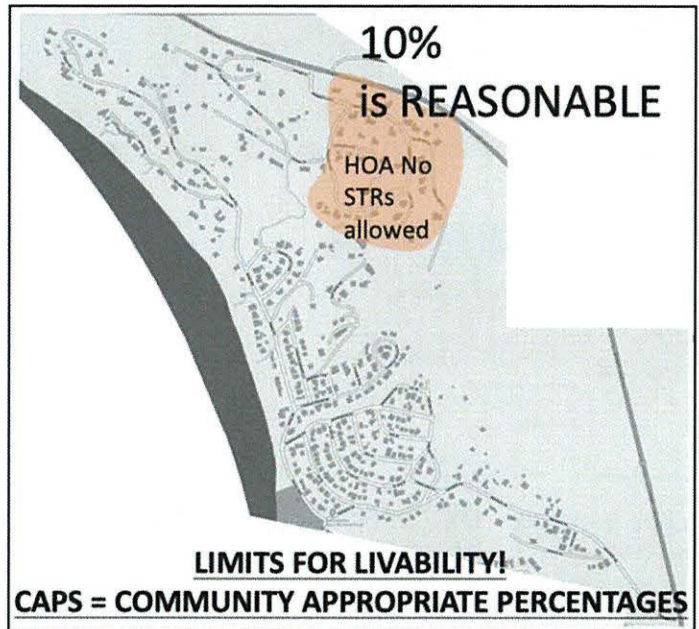 10%
is REASONABLE
HOA No
STRs
allowed
LIMITS FOR LIVABILITY!
CAPS = COMMUNITY APPROPRIATE PERCENTAGES